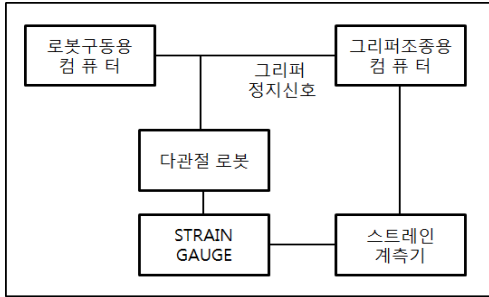 로봇구동용
컴 퓨 터
그리퍼조종용
컴 퓨 터
그리퍼
정지신호
다관절 로봇
STRAIN
GAUGE
스트레인
계측기